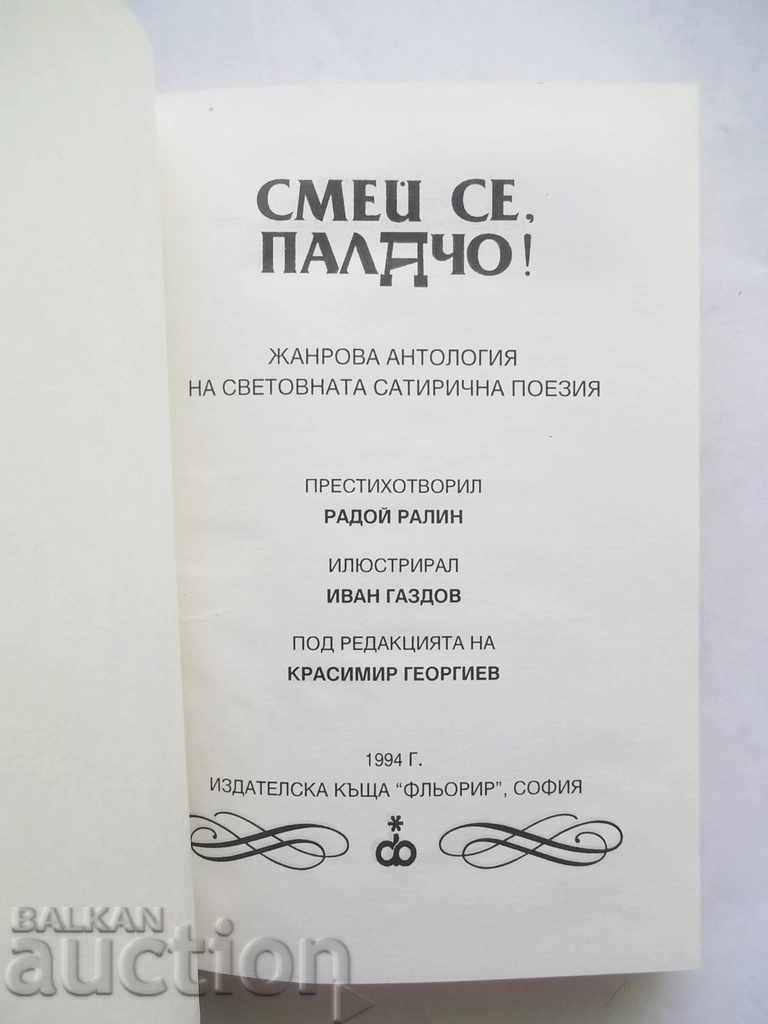 СМЕЙ СЕ,
ПАЛАЧО!
ЖАНРОВА АНТОЛОГИЯ
НА СВЕТОВНАТА САТИРИЧНА ПОЕЗИЯ
ПРЕСТИХОТВОРИЛ
РАДОЙ РАЛИН
ИЛЮСТРИРАЛ
ИВАН ГАЗДОВ
ПОД РЕДАКЦИЯТА НА
КРАСИМИР ГЕОРГИЕВ
1994 Г.
ИЗДАТЕЛСКА КЪЩА "ФЛЬОРИР", СОФИЯ
BALKAN
auction